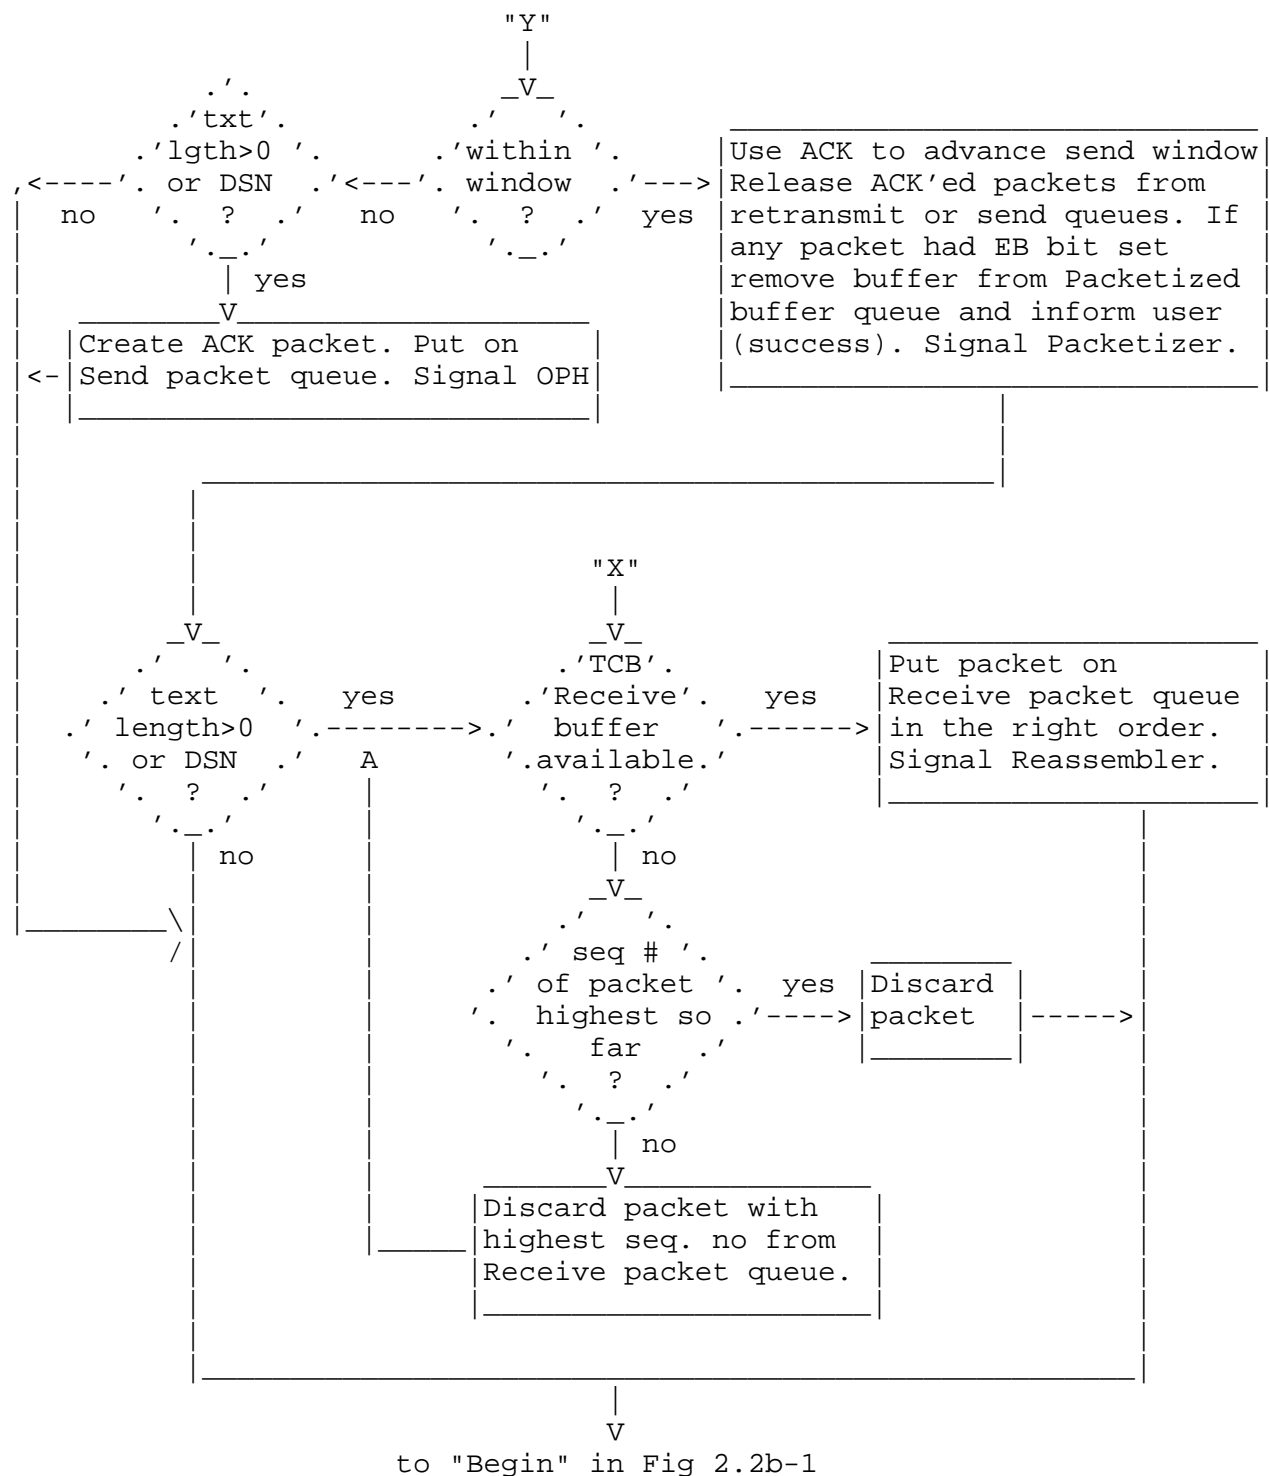 "Y"
txt
lgth>0
or DSN
?
no
yes
within
window
?
no
yes
Use ACK to advance send window
Release ACK'ed packets from
retransmit or send queues. If
any packet had EB bit set
remove buffer from Packetized
buffer queue and inform user
(success). Signal Packetizer.
Create ACK packet. Put on
Send packet queue. Signal OPH
"X"
text
length>0
or DSN
?
yes
no
TCB
Receive
buffer
available
?
yes
no
Put packet on
Receive packet queue
in the right order.
Signal Reassembler.
seq #
of packet
highest so
far
?
yes
no
Discard
packet
Discard packet with
highest seq. no from
Receive packet queue.
to "Begin" in Fig 2.2b-1